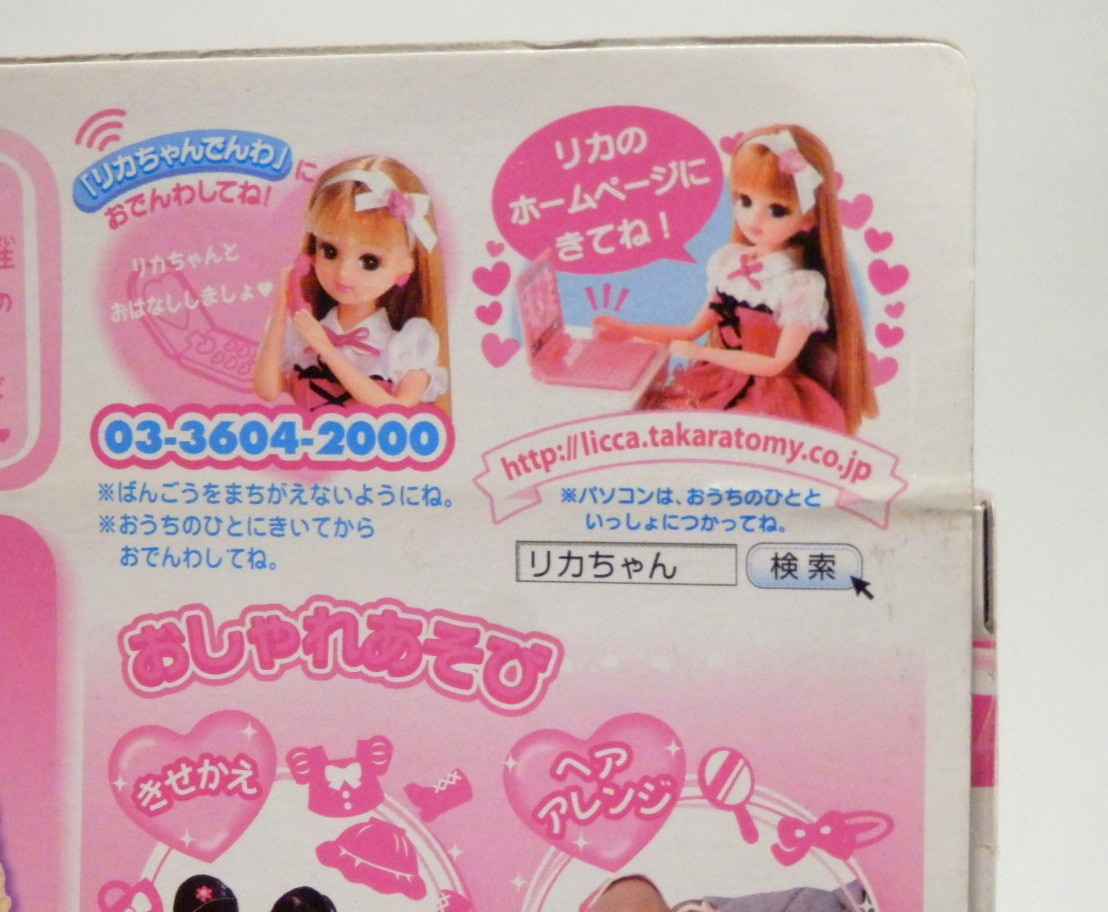 「リカちゃんでんわ」に
おでんわしてね!
リカちゃんと
おはなししましょ♥
03-3604-2000
※ばんごうをまちがえないようにね。
※おうちのひとにきいてから
おでんわしてね。
リカの
ホームページに
きてね!
http://licca.takaratomy.co.jp
※パソコンは、おうちのひとと
いっしょにつかってね。
リカちゃん
検索
おしゃれあそび
きせかえ
ヘア
アレンジ